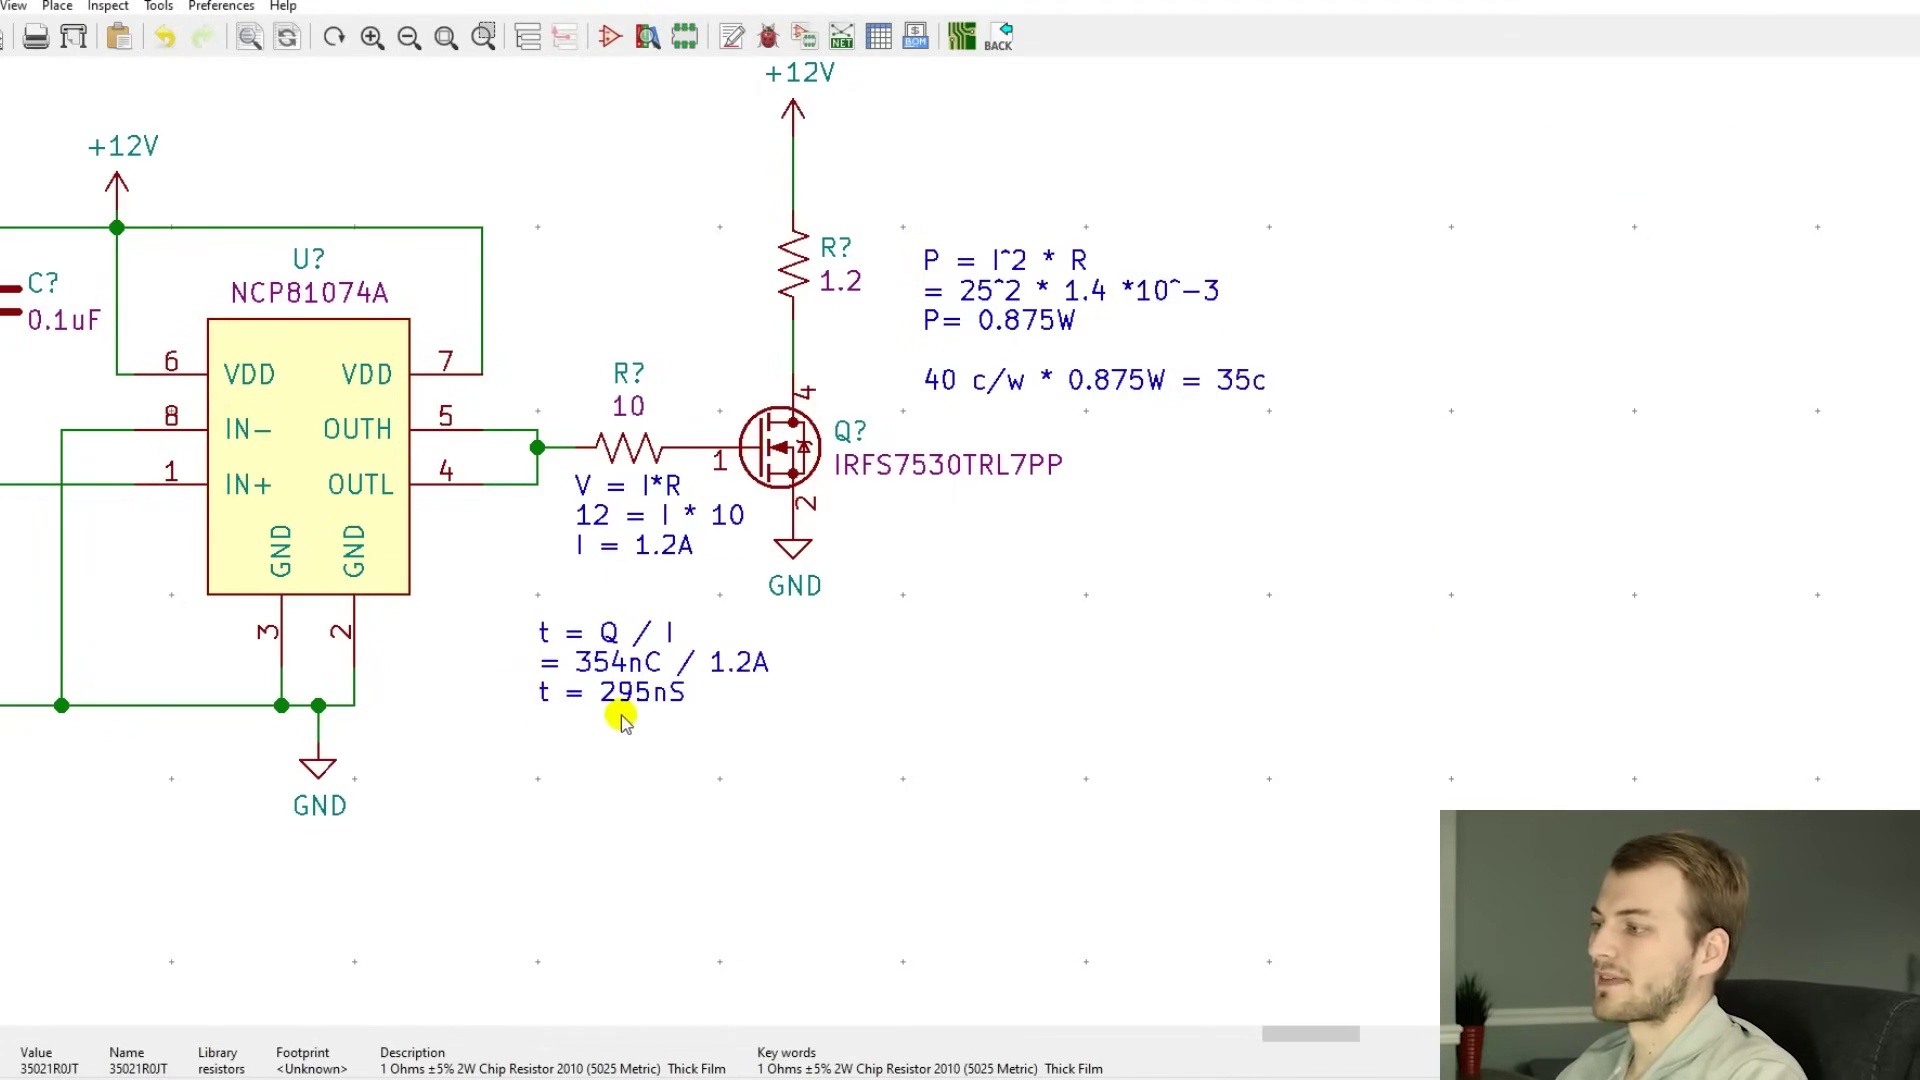 View Place Inspect Tools Preferences Help
NET
$
BOM
BACK
+12V
+12V
U?
NCP81074A
C?
0.1uF
R?
1.2
P = I^2 * R
= 25^2 * 1.4 *10^-3
P= 0.875W
40 c/w * 0.875W = 35c
6 VDD VDD 7
8 IN- OUTH 5
1 IN+ OUTL 4
GND GND
3 2
R?
10
1
4
2
Q?
IRFS7530TRL7PP
V = I*R
12 = I * 10
I = 1.2A
GND
t = Q / I
= 354nC / 1.2A
t = 295nS
GND
Value Name Library Footprint Description Key words
35021R0JT 35021R0JT resistors <Unknown> 1 Ohms ±5% 2W Chip Resistor 2010 (5025 Metric) Thick Film 1 Ohms ±5% 2W Chip Resistor 2010 (5025 Metric) Thick Film